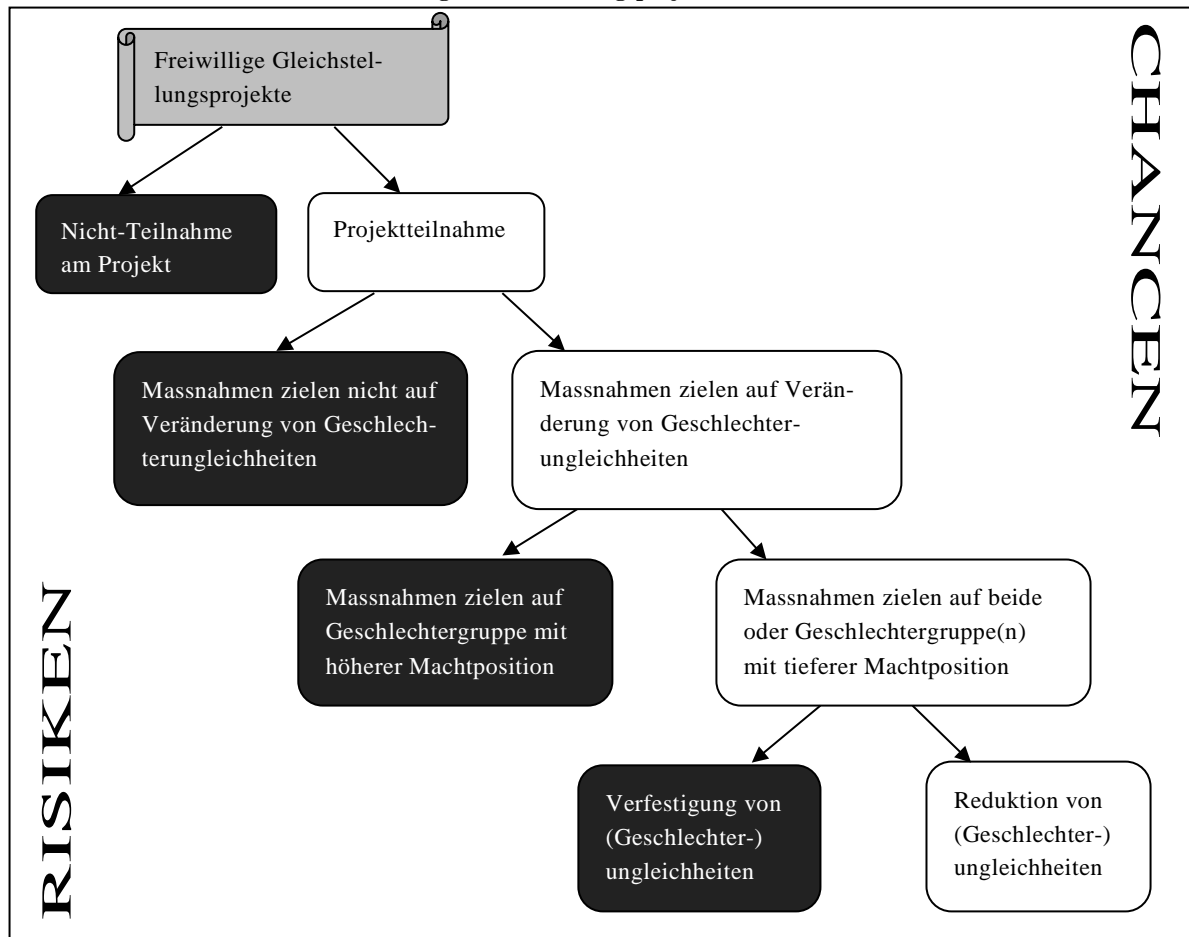 Freiwillige Gleichstel-
lungsprojekte
CHANCEN
Nicht-Teilnahme
am Projekt
Projektteilnahme
Massnahmen zielen nicht auf
Veränderung von Geschlech-
terungleichheiten
Massnahmen zielen auf Verän-
derung von Geschlechter-
ungleichheiten
RISIKEN
Massnahmen zielen auf
Geschlechtergruppe mit
höherer Machtposition
Massnahmen zielen auf beide
oder Geschlechtergruppe(n)
mit tieferer Machtposition
Verfestigung von
(Geschlechter-)
ungleichheiten
Reduktion von
(Geschlechter-)
ungleichheiten